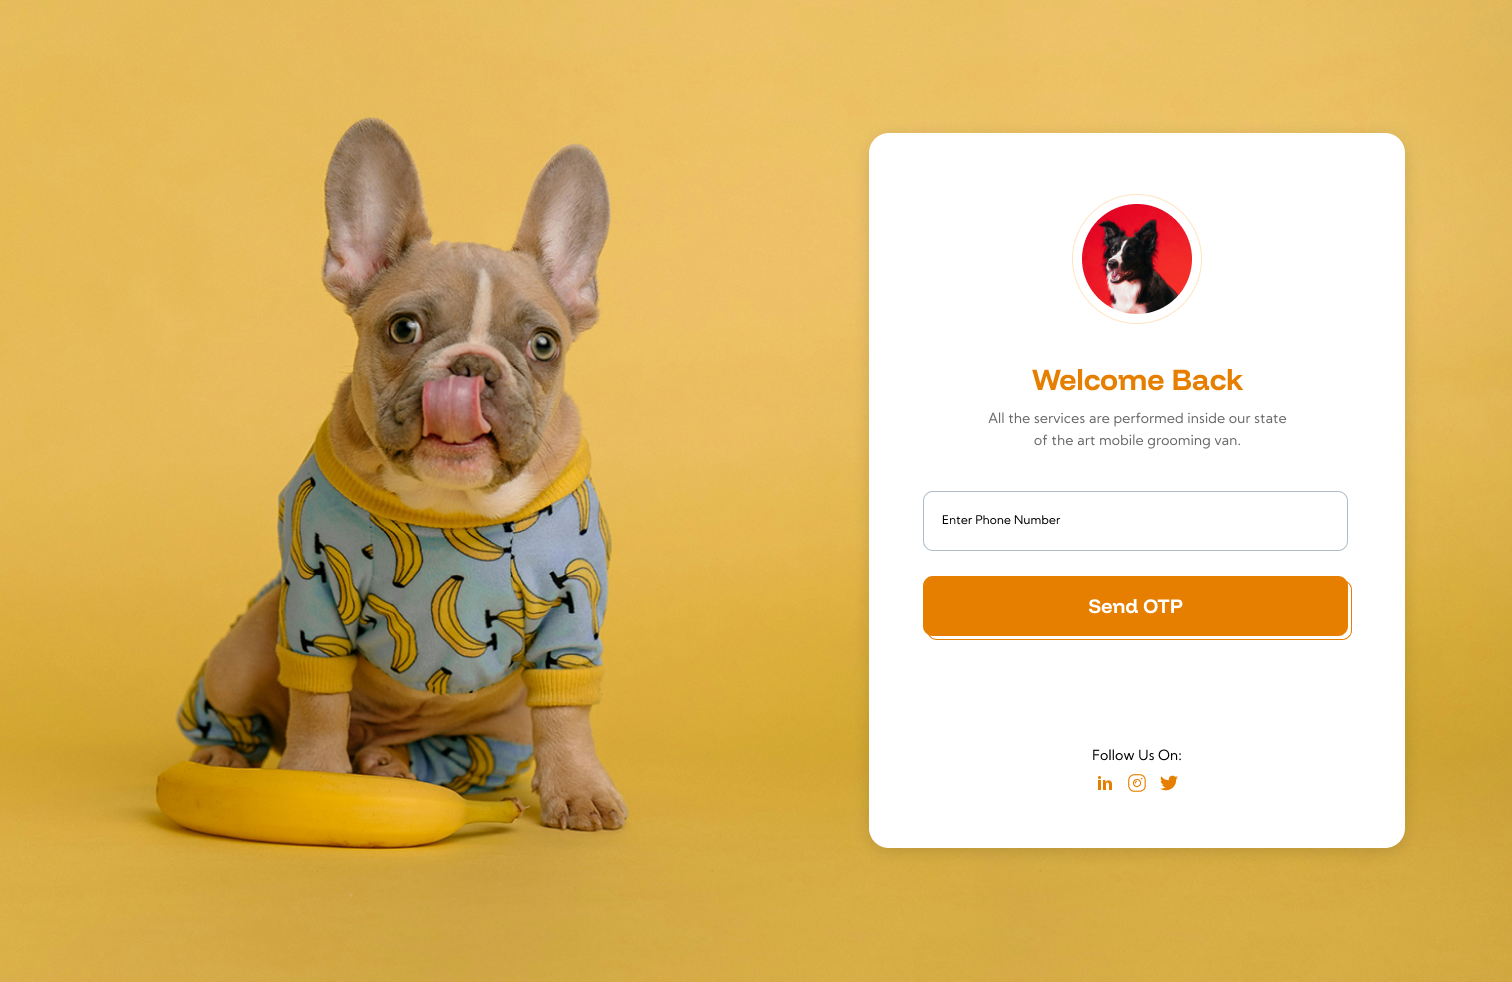 Welcome Back
All the services are performed inside our state
of the art mobile grooming van.
Enter Phone Number
Send OTP
Follow Us On:
in